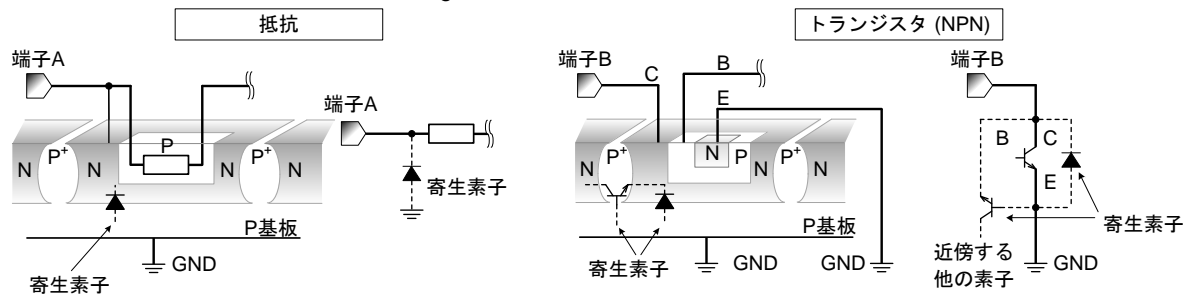 抵抗
トランジスタ (NPN)
端子A
端子A
P
N
P+
N
N
P+
N
寄生素子
P基板
寄生素子
GND
端子B
C
B
E
N
P+
N
N
P
N
P+
N
P基板
寄生素子
GND
GND
端子B
B
C
E
寄生素子
近傍する
他の素子
GND